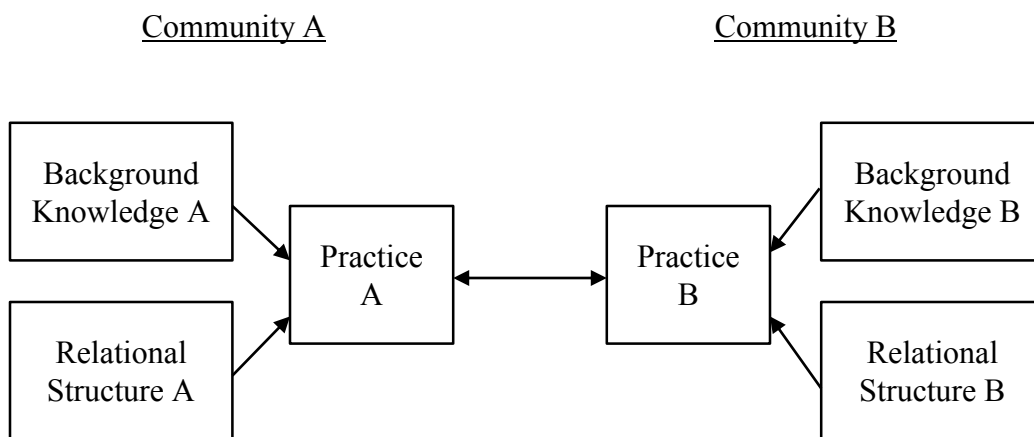 Community A
Community B
Background
Knowledge A
Relational
Structure A
Practice
A
Practice
B
Background
Knowledge B
Relational
Structure B